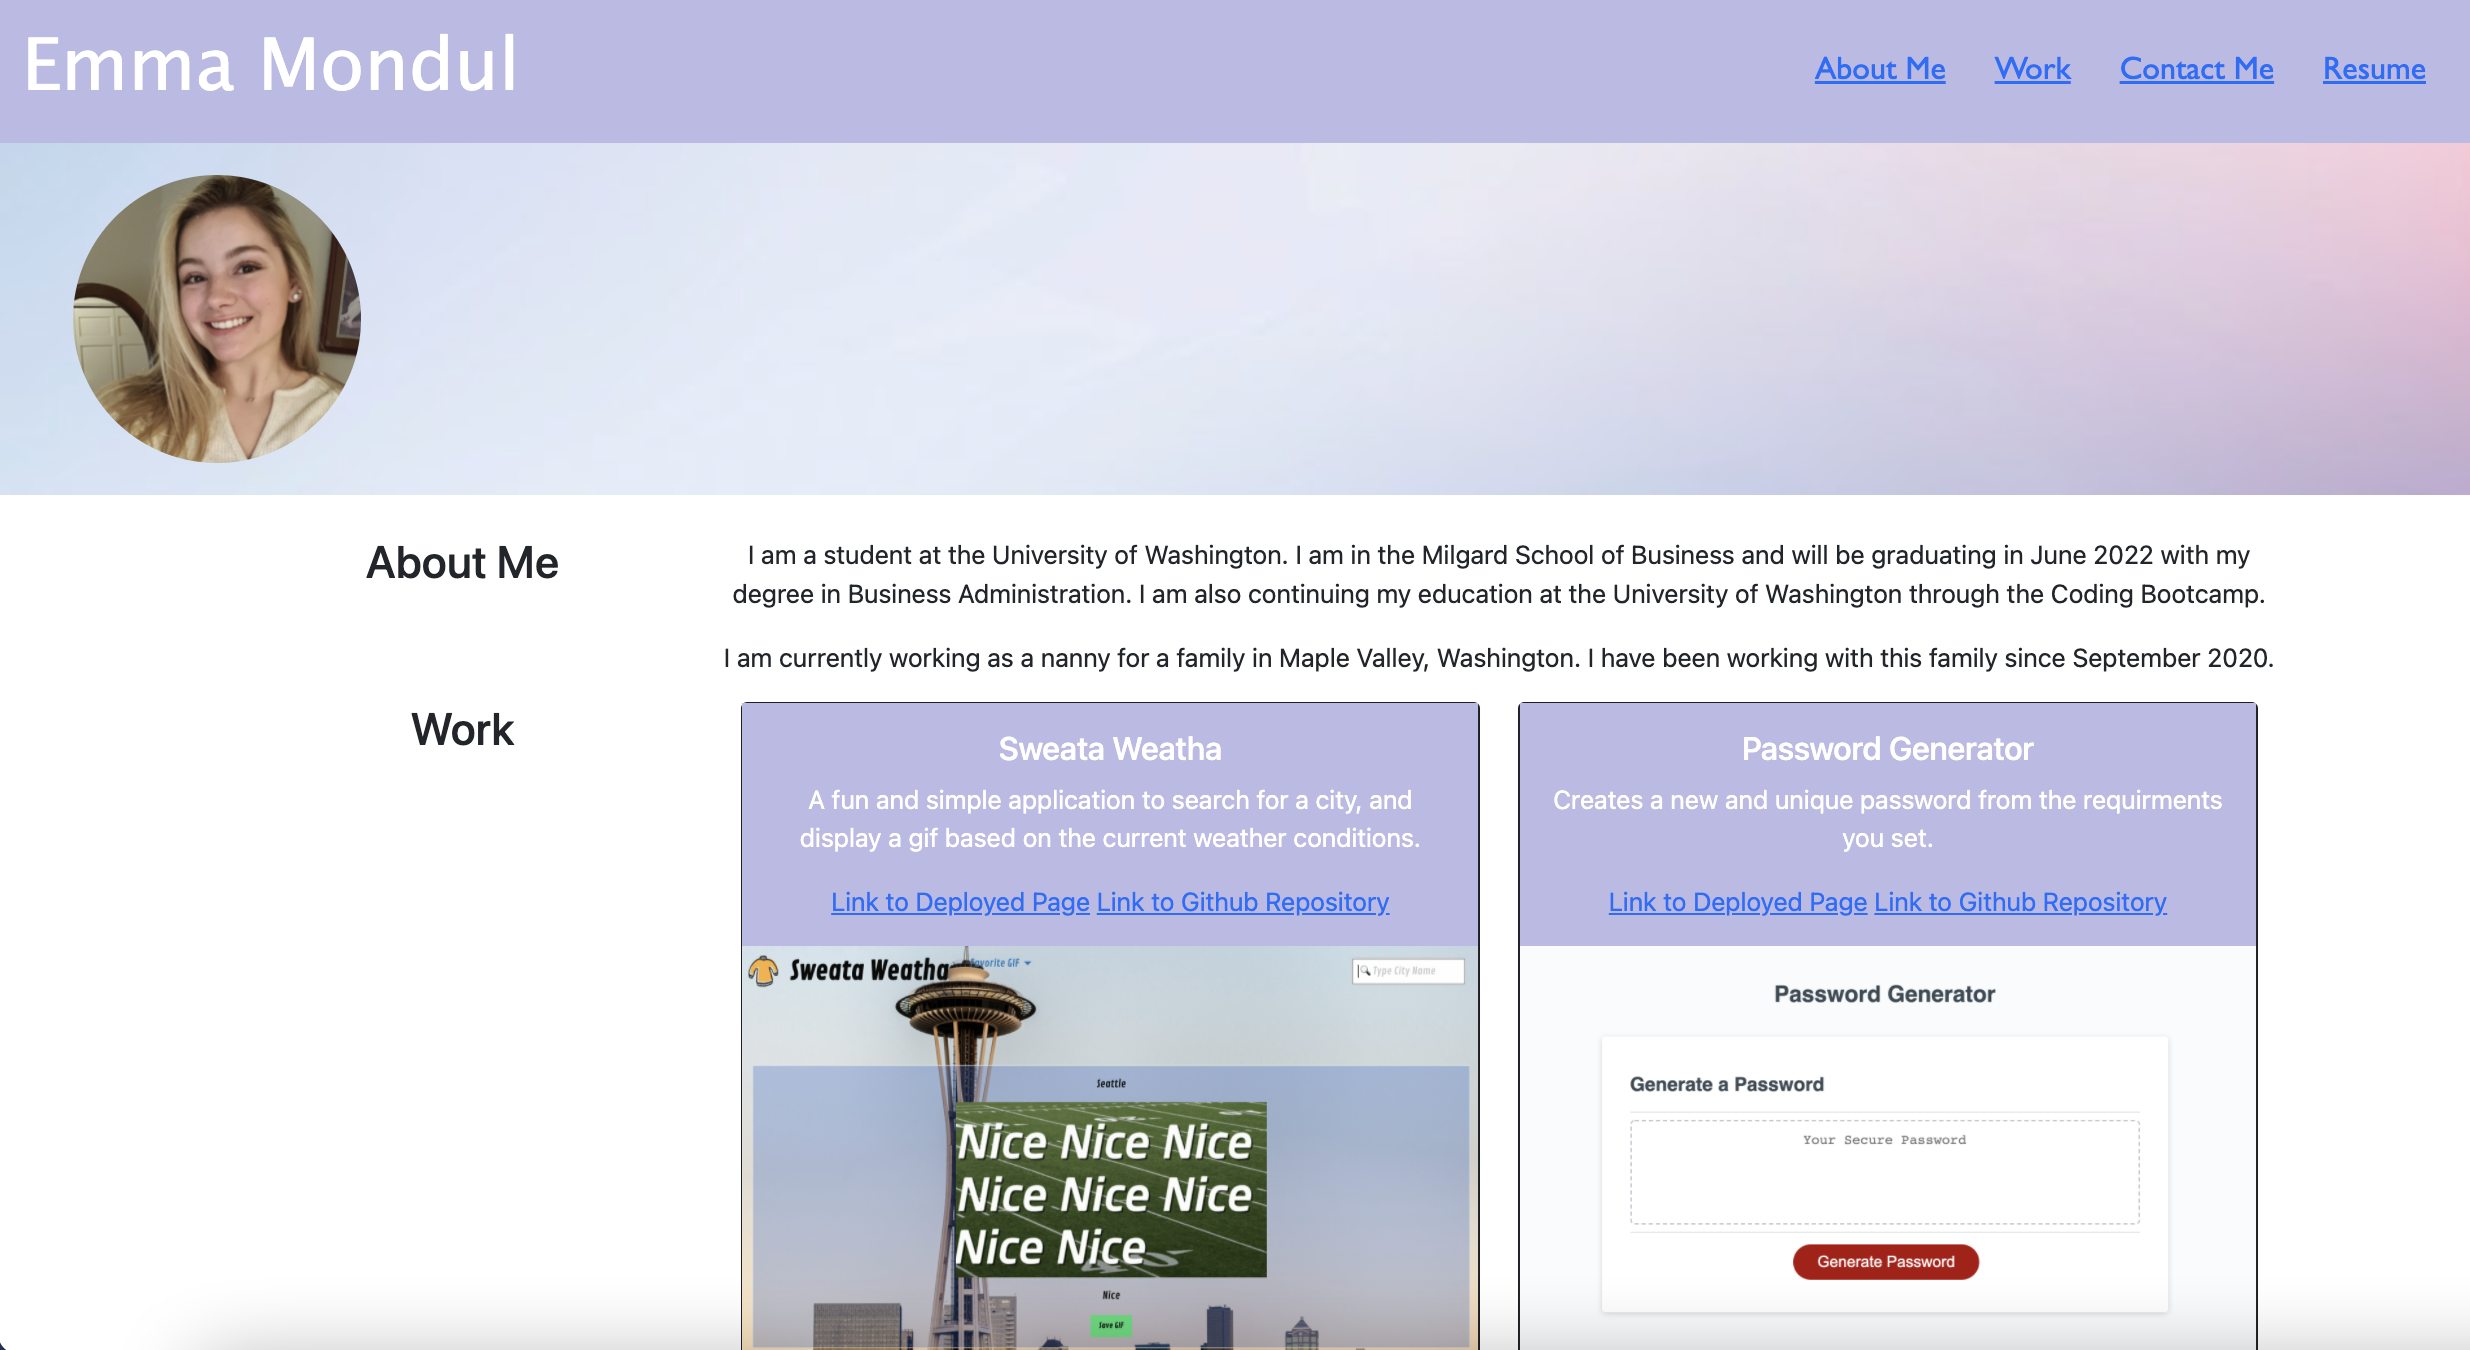 Emma Mondul
About Me Work Contact Me Resume
About Me
I am a student at the University of Washington. I am in the Milgard School of Business and will be graduating in June 2022 with my
degree in Business Administration. I am also continuing my education at the University of Washington through the Coding Bootcamp.
I am currently working as a nanny for a family in Maple Valley, Washington. I have been working with this family since September 2020.
Work
Sweata Weatha
A fun and simple application to search for a city, and
display a gif based on the current weather conditions.
Link to Deployed Page Link to Github Repository
Sweata Weatha
Favorite GIF
Type City Name
Seattle
Nice Nice Nice
Nice Nice Nice
Nice Nice
Nice
Save GIF
Password Generator
Creates a new and unique password from the requirments
you set.
Link to Deployed Page Link to Github Repository
Password Generator
Generate a Password
Your Secure Password
Generate Password